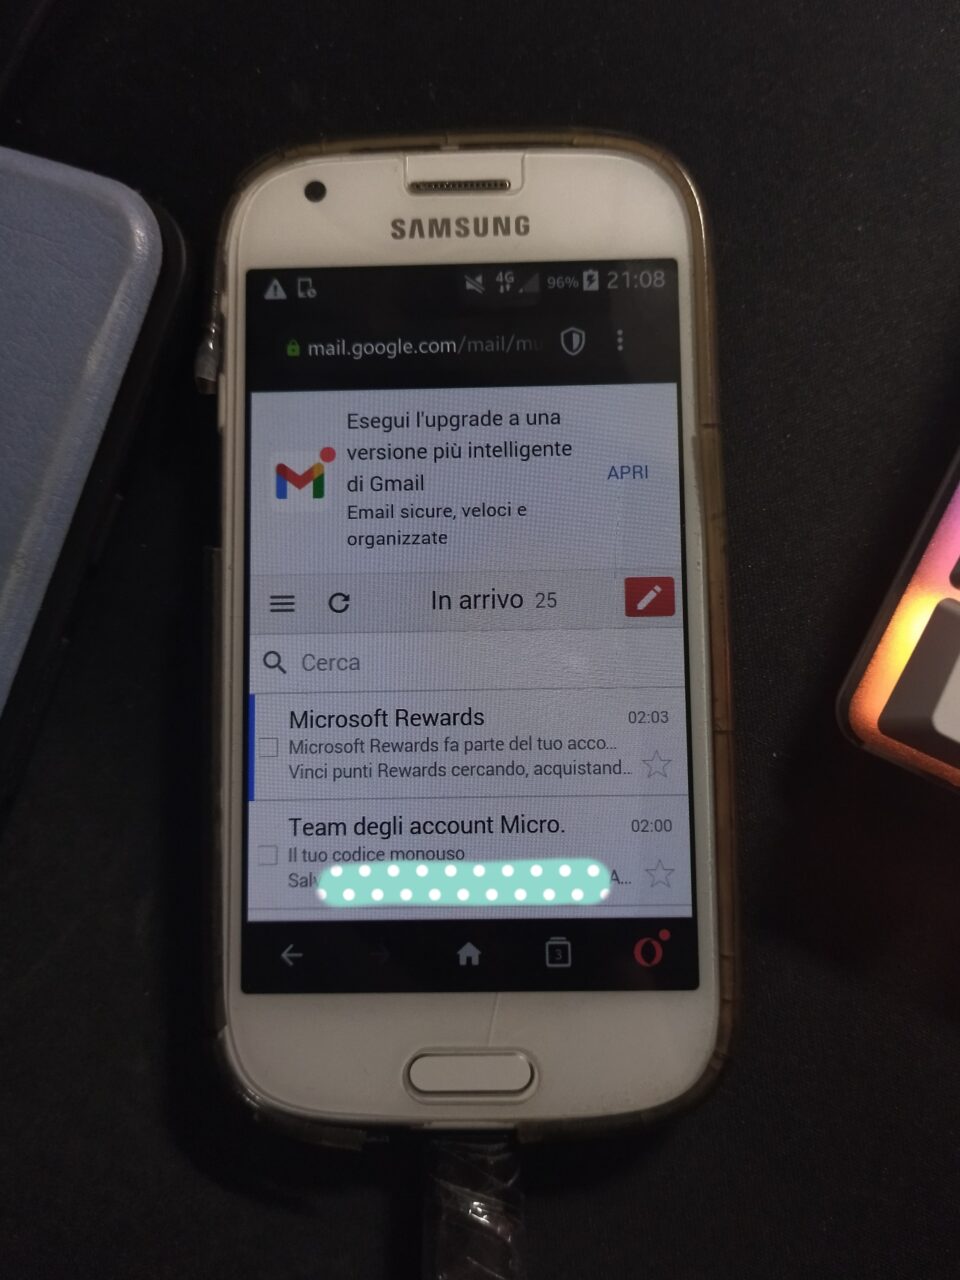 SAMSUNG
4G 96% 21:08
mail.google.com/mail/mu
Esegui l'upgrade a una
versione più intelligente
di Gmail
APRI
Email sicure, veloci e
organizzate
In arrivo 25
Cerca
Microsoft Rewards 02:03
Microsoft Rewards fa parte del tuo acco...
Vinci punti Rewards cercando, acquistand...
Team degli account Micro. 02:00
Il tuo codice monouso
A...
3